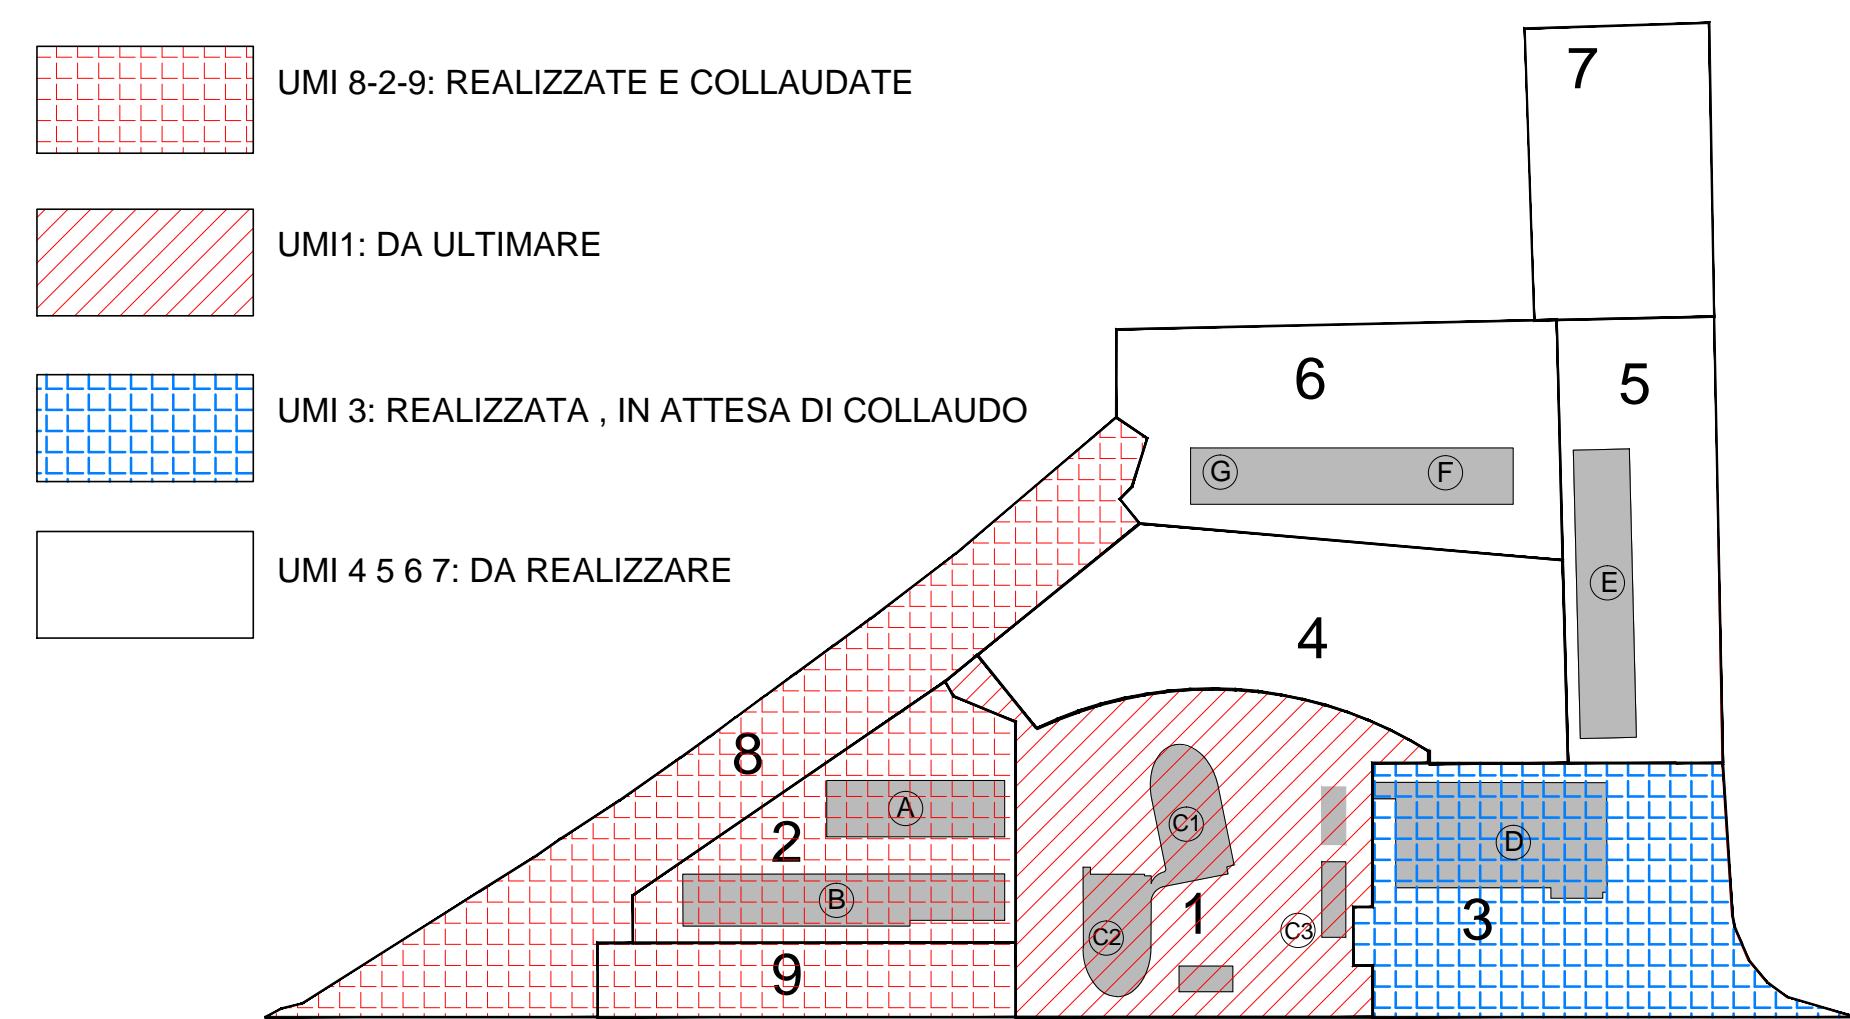 UMI 8-2-9: REALIZZATE E COLLAUDATE
UMI1: DA ULTIMARE
UMI 3: REALIZZATA , IN ATTESA DI COLLAUDO
UMI 4 5 6 7: DA REALIZZARE
7
6
5
G
F
E
4
8
A
2
C1
D
B
1
3
C2
C3
9